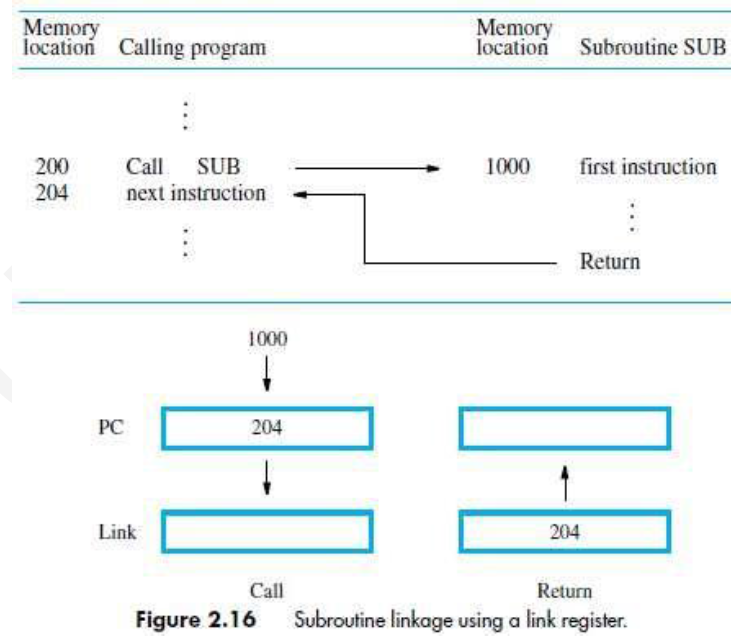 Memory location Calling program Memory location Subroutine SUB
⋮
200 Call SUB 1000 first instruction
204 next instruction
⋮ ⋮
Return
1000
PC 204
Link 204
Call Return
Figure 2.16 Subroutine linkage using a link register.